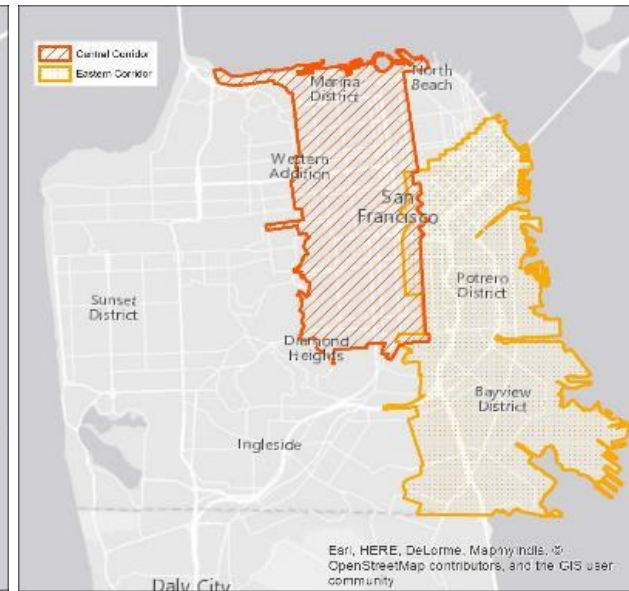 Central Corridor
Eastern Corridor
North
Beach
Marina
District
Western
Addition
San
Francisco
Potrero
District
Sunset
District
Diamond
Heights
Bayview
District
Ingleside
Esri, HERE, DeLorme, MapmyIndia, ©
OpenStreetMap contributors, and the GIS user
community
Daly City